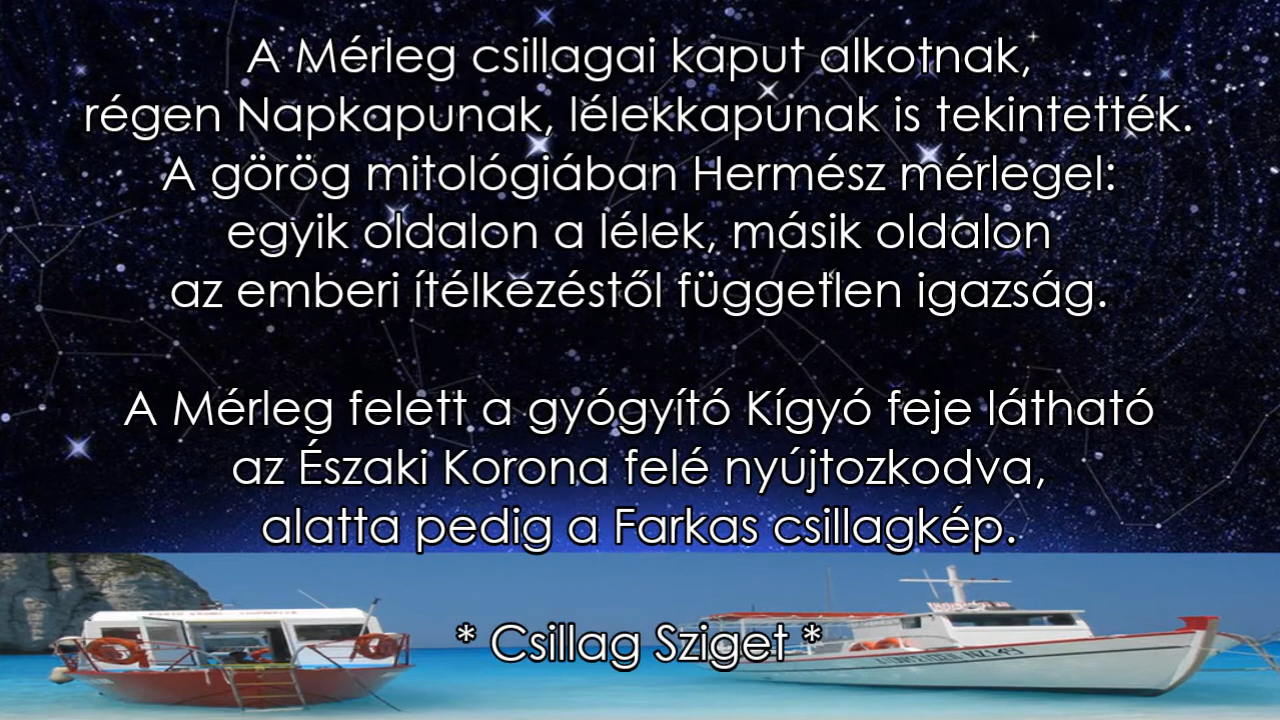 A Mérleg csillagai kaput alkotnak,
régen Napkapunak, lélekkapunak is tekintették.
A görög mitológiában Hermész mérlegel:
egyik oldalon a lélek, másik oldalon
az emberi ítélkezéstől független igazság.
A Mérleg felett a gyógyító Kígyó feje látható
az Északi Korona felé nyújtozkodva,
alatta pedig a Farkas csillagkép.
* Csillag Sziget *